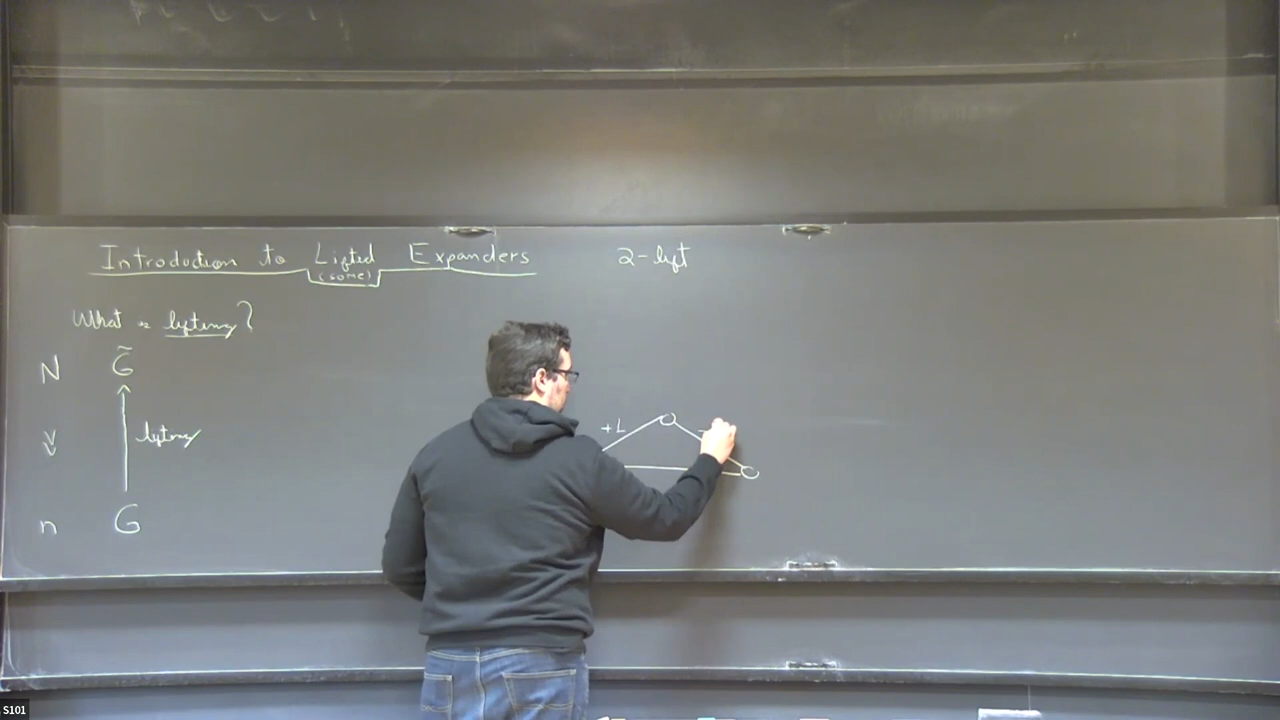 Introduction to Lifted Expanders
(some)
What is lifting?
N G̃
V lifting
n G
2-lift
+1
-
S101